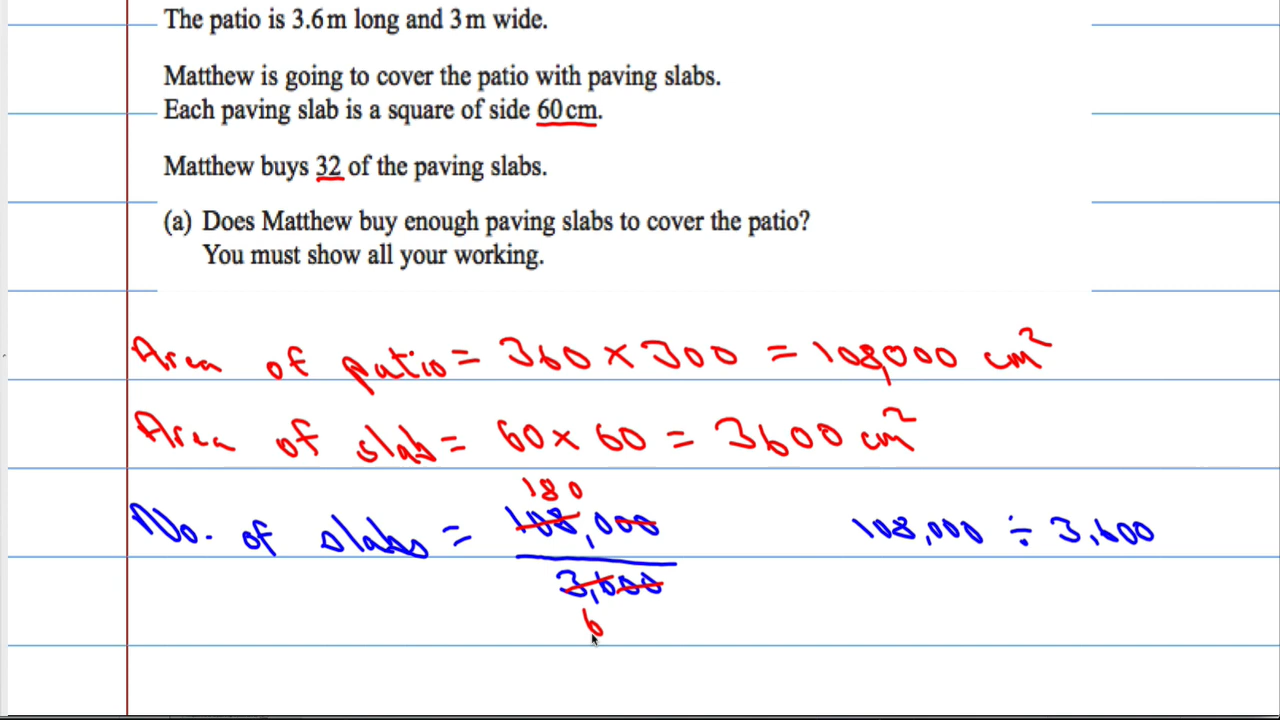 The patio is 3.6 m long and 3 m wide.
Matthew is going to cover the patio with paving slabs.
Each paving slab is a square of side 60 cm.
Matthew buys 32 of the paving slabs.
(a) Does Matthew buy enough paving slabs to cover the patio?
You must show all your working.
Area of patio = 360 × 300 = 108,000 cm²
Area of slab = 60 × 60 = 3600 cm²
180
No. of slabs = 108,000 108,000 ÷ 3,600
3,600
6